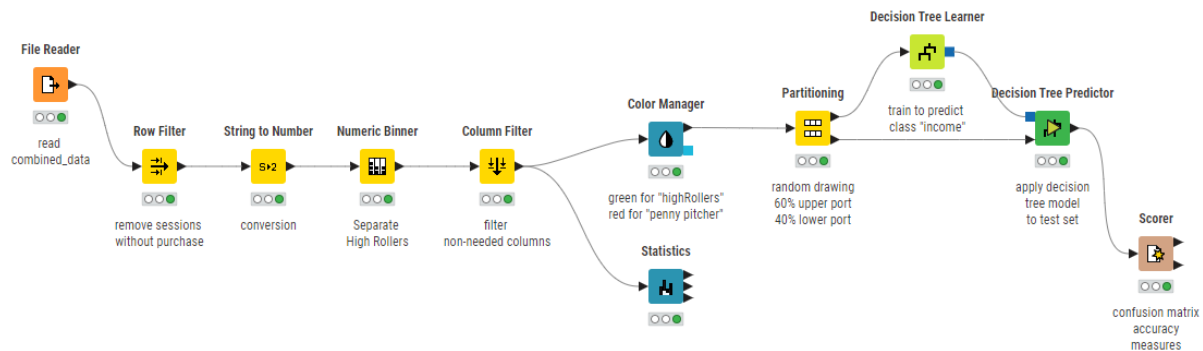 File Reader
read
combined_data
Row Filter
remove sessions
without purchase
String to Number
S▸2
conversion
Numeric Binner
Separate
High Rollers
Column Filter
filter
non-needed columns
Color Manager
green for "highRollers"
red for "penny pitcher"
Statistics
Partitioning
random drawing
60% upper port
40% lower port
Decision Tree Learner
train to predict
class "income"
Decision Tree Predictor
apply decision
tree model
to test set
Scorer
confusion matrix
accuracy
measures